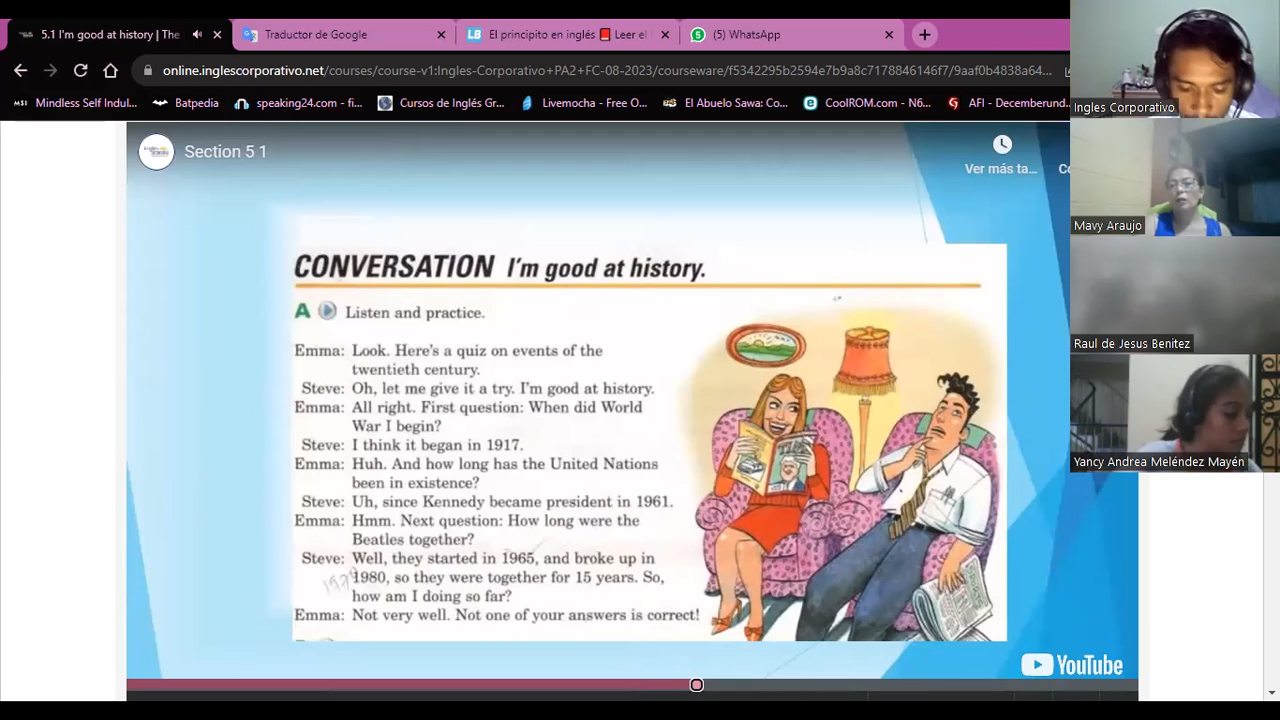 5.1 I'm good at history | The
Traductor de Google
LB El principito en inglés 📕 Leer el
5 (5) WhatsApp
online.inglescorporativo.net/courses/course-v1:Ingles-Corporativo+PA2+FC-08-2023/courseware/f5342295b2594e7b9a8c7178846146f7/9aaf0b4838a64...
MSI Mindless Self Indul...
Batpedia
speaking24.com - fi...
Cursos de Inglés Gr...
Livemocha - Free O...
El Abuelo Sawa: Co...
CoolROM.com - N6...
AFI - Decemberund...
Section 5 1
Ver más ta...
CONVERSATION I'm good at history.
A Listen and practice.
Emma: Look. Here's a quiz on events of the
twentieth century.
Steve: Oh, let me give it a try. I'm good at history.
Emma: All right. First question: When did World
War I begin?
Steve: I think it began in 1917.
Emma: Huh. And how long has the United Nations
been in existence?
Steve: Uh, since Kennedy became president in 1961.
Emma: Hmm. Next question: How long were the
Beatles together?
Steve: Well, they started in 1965, and broke up in
1980, so they were together for 15 years. So,
how am I doing so far?
Emma: Not very well. Not one of your answers is correct!
YouTube
Ingles Corporativo
Mavy Araujo
Raul de Jesus Benitez
Yancy Andrea Meléndez Mayén